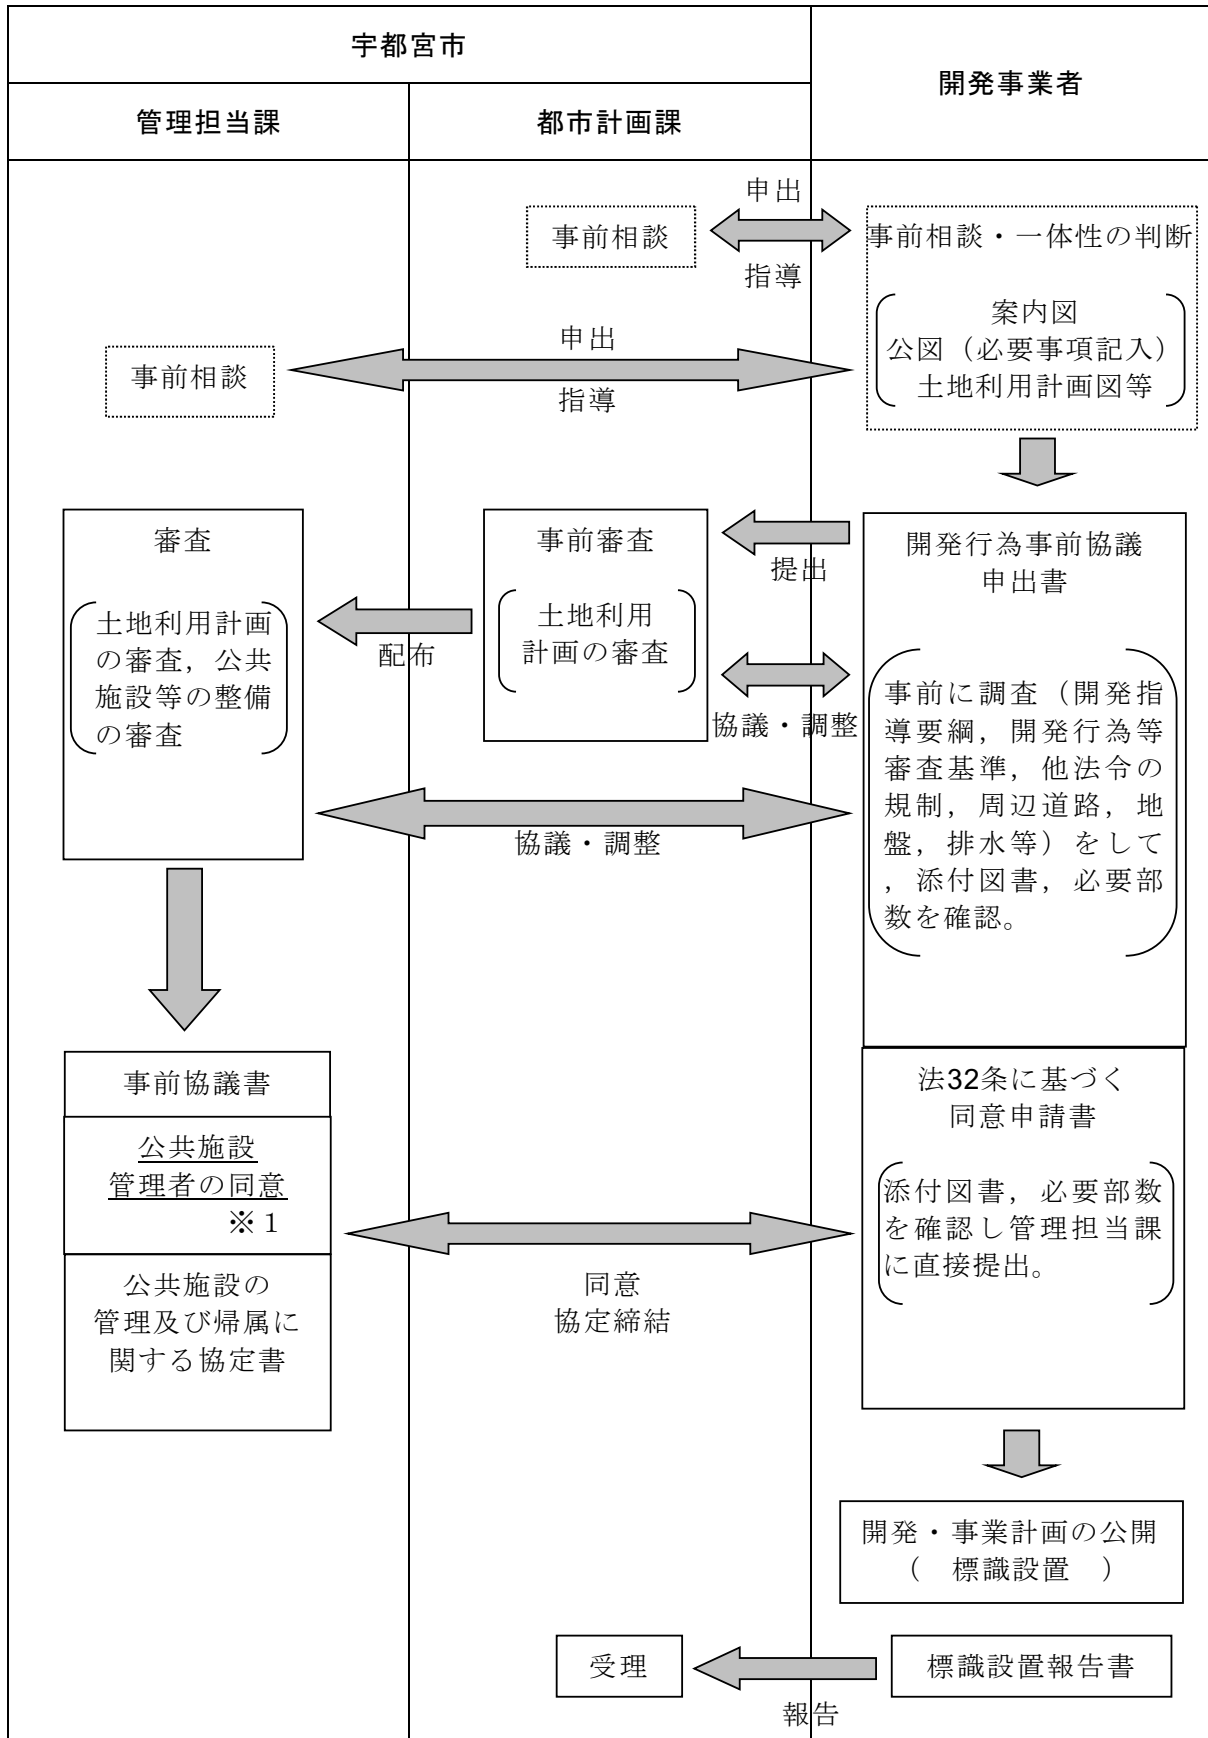 宇都宮市
開発事業者
管理担当課
都市計画課
申出
事前相談
指導
事前相談・一体性の判断
案内図
公図（必要事項記入）
土地利用計画図等
申出
事前相談
指導
審査
土地利用計画
の審査，公共
施設等の整備
の審査
事前審査
土地利用
計画の審査
提出
配布
協議・調整
協議・調整
開発行為事前協議
申出書
事前に調査（開発指
導要綱，開発行為等
審査基準，他法令の
規制，周辺道路，地
盤，排水等）をして
，添付図書，必要部
数を確認。
事前協議書
公共施設
管理者の同意
※１
公共施設の
管理及び帰属に
関する協定書
同意
協定締結
法32条に基づく
同意申請書
添付図書，必要部数
を確認し管理担当課
に直接提出。
開発・事業計画の公開
（　標識設置　）
受理
報告
標識設置報告書